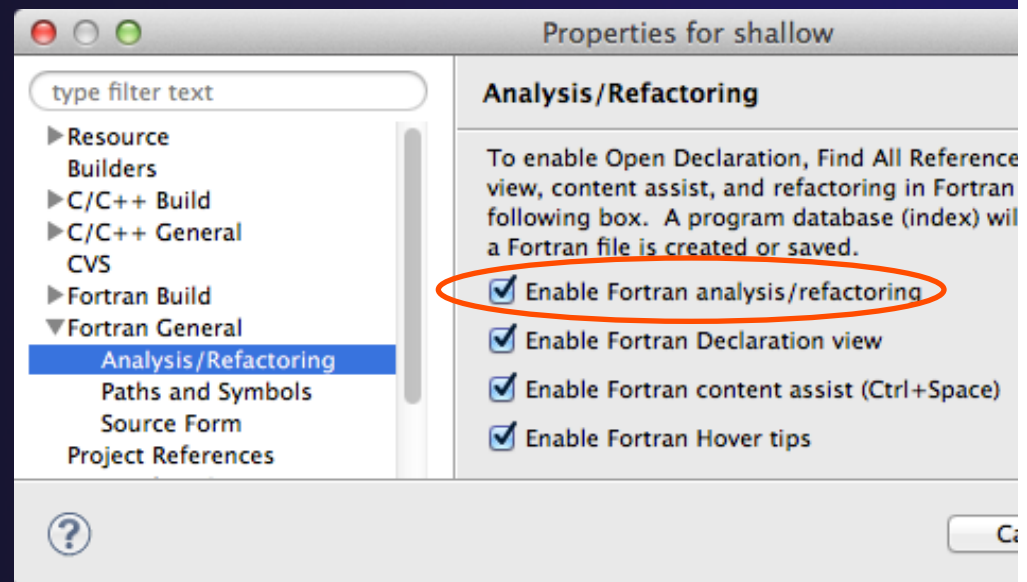 Properties for shallow
type filter text
Resource
Builders
C/C++ Build
C/C++ General
CVS
Fortran Build
Fortran General
Analysis/Refactoring
Paths and Symbols
Source Form
Project References
Analysis/Refactoring
To enable Open Declaration, Find All Reference
view, content assist, and refactoring in Fortran
following box. A program database (index) wil
a Fortran file is created or saved.
Enable Fortran analysis/refactoring
Enable Fortran Declaration view
Enable Fortran content assist (Ctrl+Space)
Enable Fortran Hover tips
?
Ca